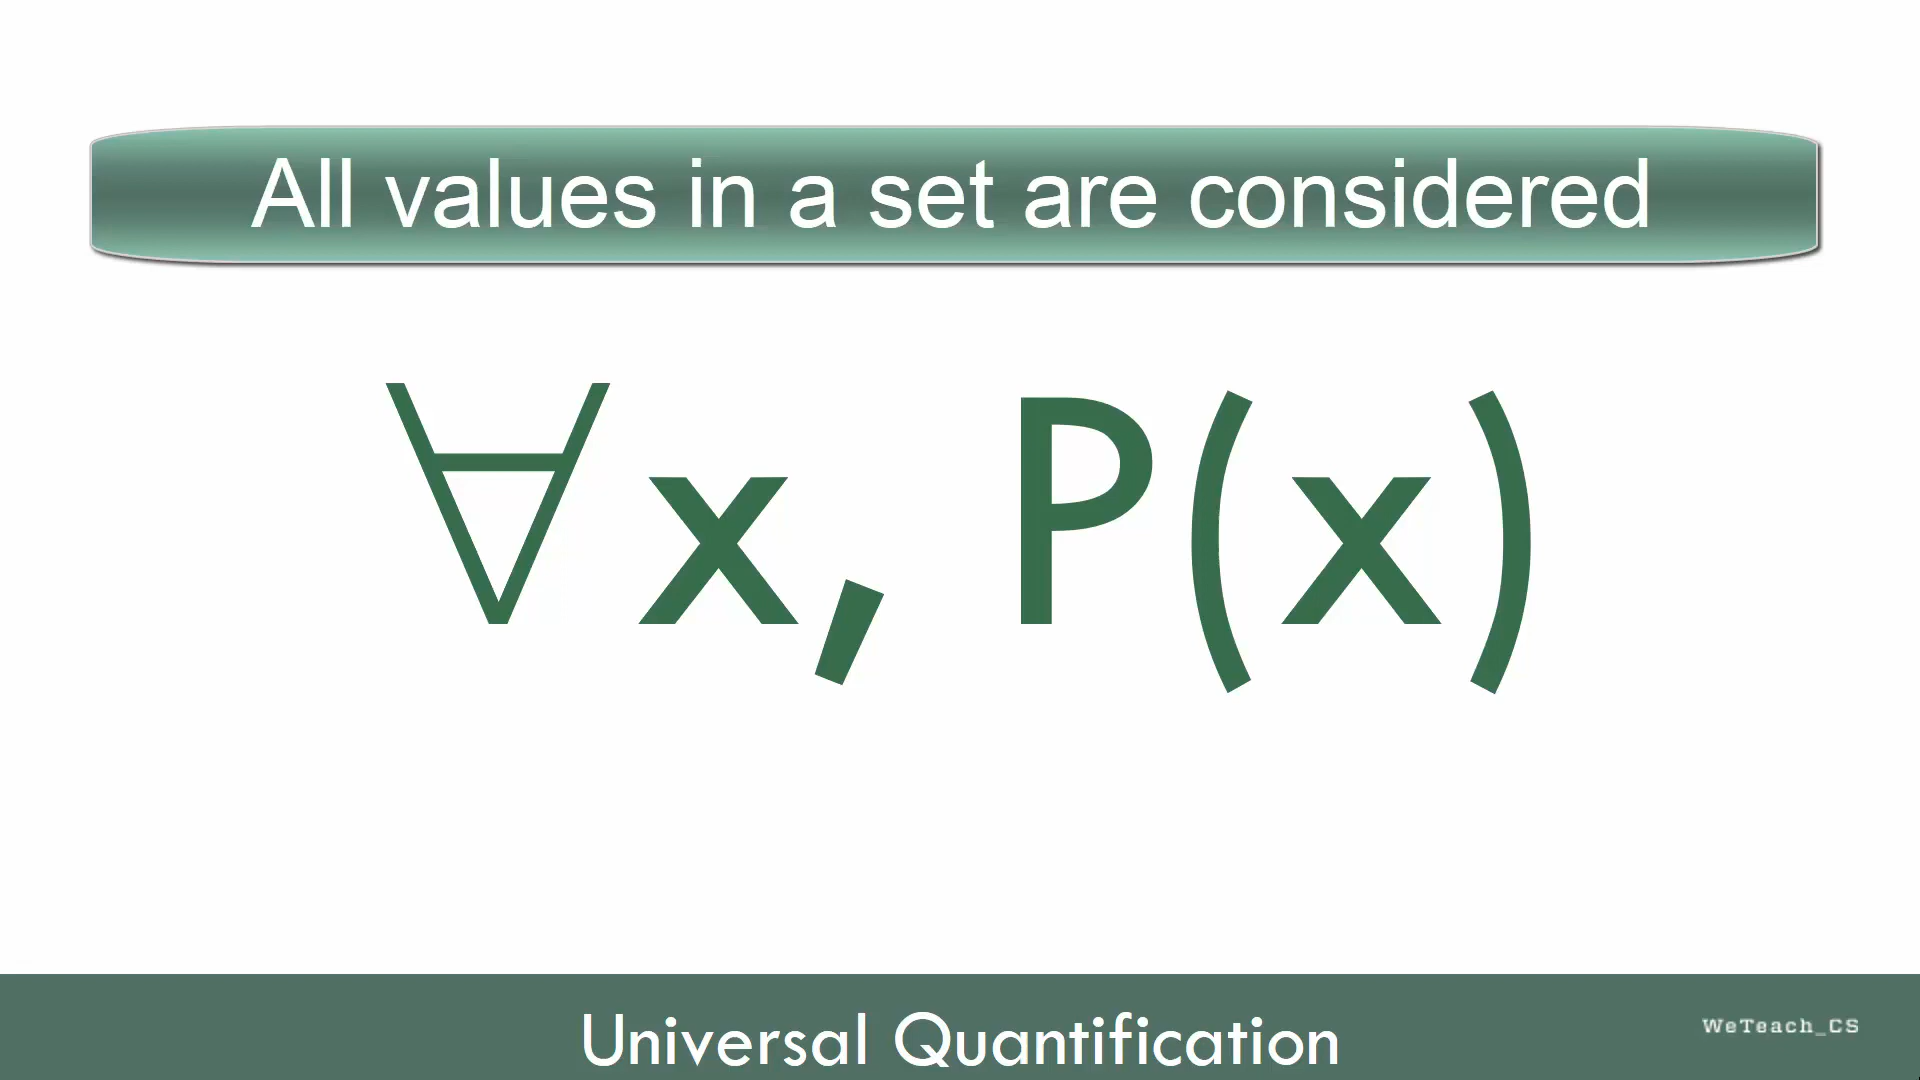 All values in a set are considered
∀x, P(x)
Universal Quantification
WeTeach_CS